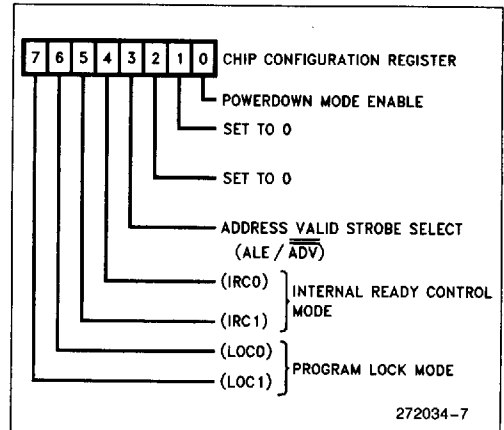 7 6 5 4 3 2 1 0 CHIP CONFIGURATION REGISTER
POWERDOWN MODE ENABLE
SET TO 0
SET TO 0
ADDRESS VALID STROBE SELECT
(ALE / ADV)
(IRC0)
INTERNAL READY CONTROL
MODE
(IRC1)
(LOC0)
PROGRAM LOCK MODE
(LOC1)
272034-7